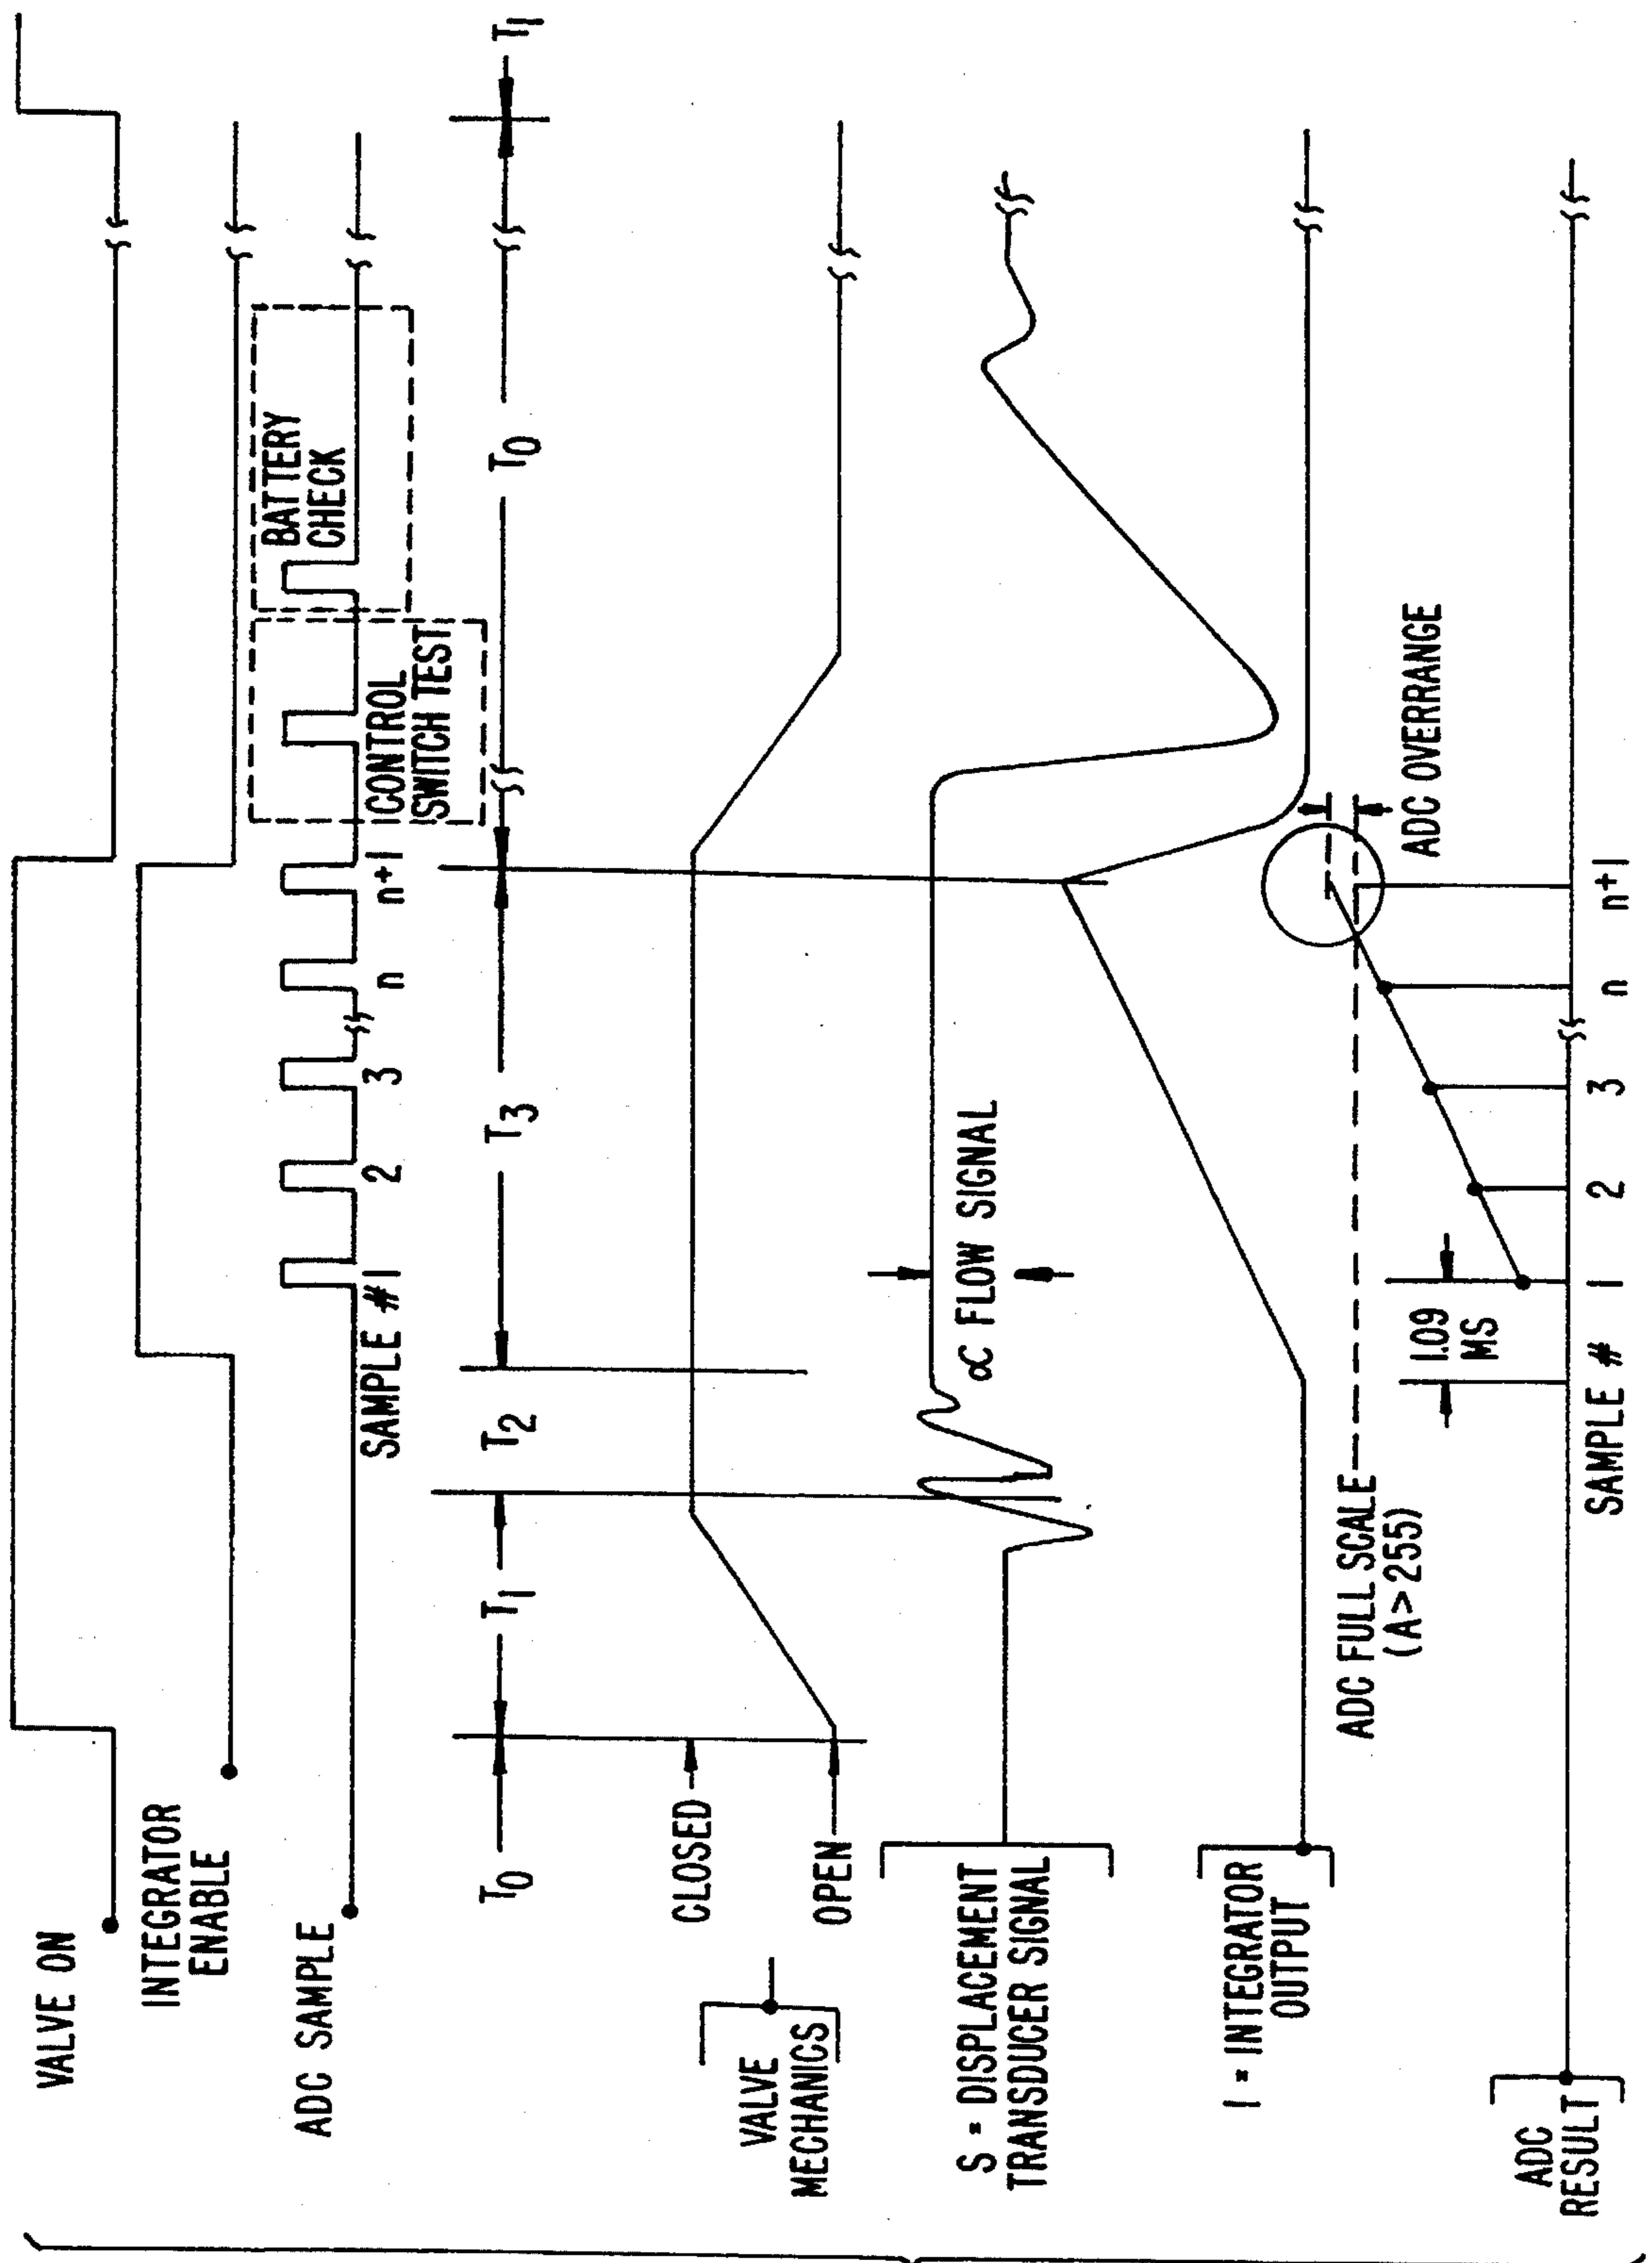 VALVE ON
INTEGRATOR
ENABLE
ADC SAMPLE
SAMPLE #1
2
3
n
n+1
CONTROL
SWITCH TEST
BATTERY
CHECK
T0
T1
T2
T3
T0
T1
VALVE
MECHANICS
CLOSED
OPEN
S = DISPLACEMENT
TRANSDUCER SIGNAL
∝ FLOW SIGNAL
I = INTEGRATOR
OUTPUT
ADC FULL SCALE
(A > 255)
1.09
MS
ADC OVERRANGE
ADC
RESULT
SAMPLE #
1
2
3
n
n+1